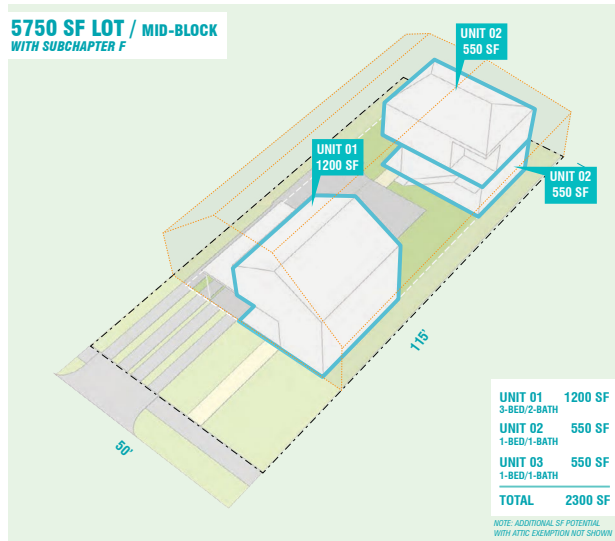 5750 SF LOT / MID-BLOCK
WITH SUBCHAPTER F
UNIT 02
550 SF
UNIT 01
1200 SF
UNIT 02
550 SF
115'
50'
UNIT 01 1200 SF
3-BED/2-BATH
UNIT 02 550 SF
1-BED/1-BATH
UNIT 03 550 SF
1-BED/1-BATH
TOTAL 2300 SF
NOTE: ADDITIONAL SF POTENTIAL
WITH ATTIC EXEMPTION NOT SHOWN